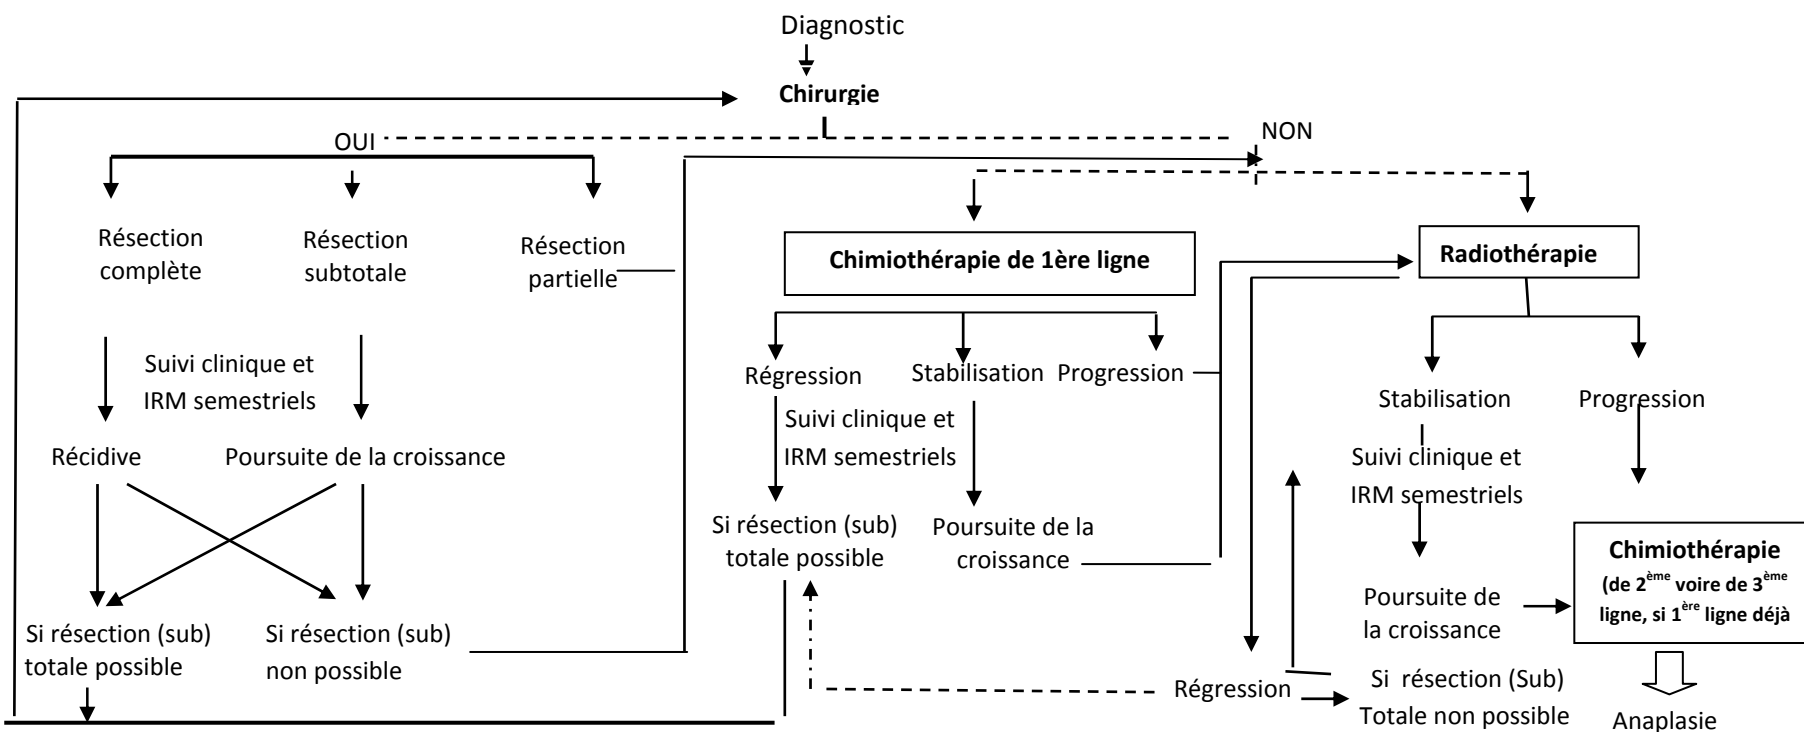 Diagnostic
Chirurgie
OUI
NON
Résection
complète
Résection
subtotale
Résection
partielle
Chimiothérapie de 1ère ligne
Radiothérapie
Suivi clinique et
IRM semestriels
Régression
Stabilisation
Progression
Stabilisation
Progression
Suivi clinique et
IRM semestriels
Suivi clinique et
IRM semestriels
Récidive
Poursuite de la croissance
Si résection (sub)
totale possible
Poursuite de la
croissance
Chimiothérapie
(de 2ème voire de 3ème
ligne, si 1ère ligne déjà
Poursuite de
la croissance
Si résection (sub)
totale possible
Si résection (sub)
non possible
Régression
Si résection (Sub)
Totale non possible
Anaplasie